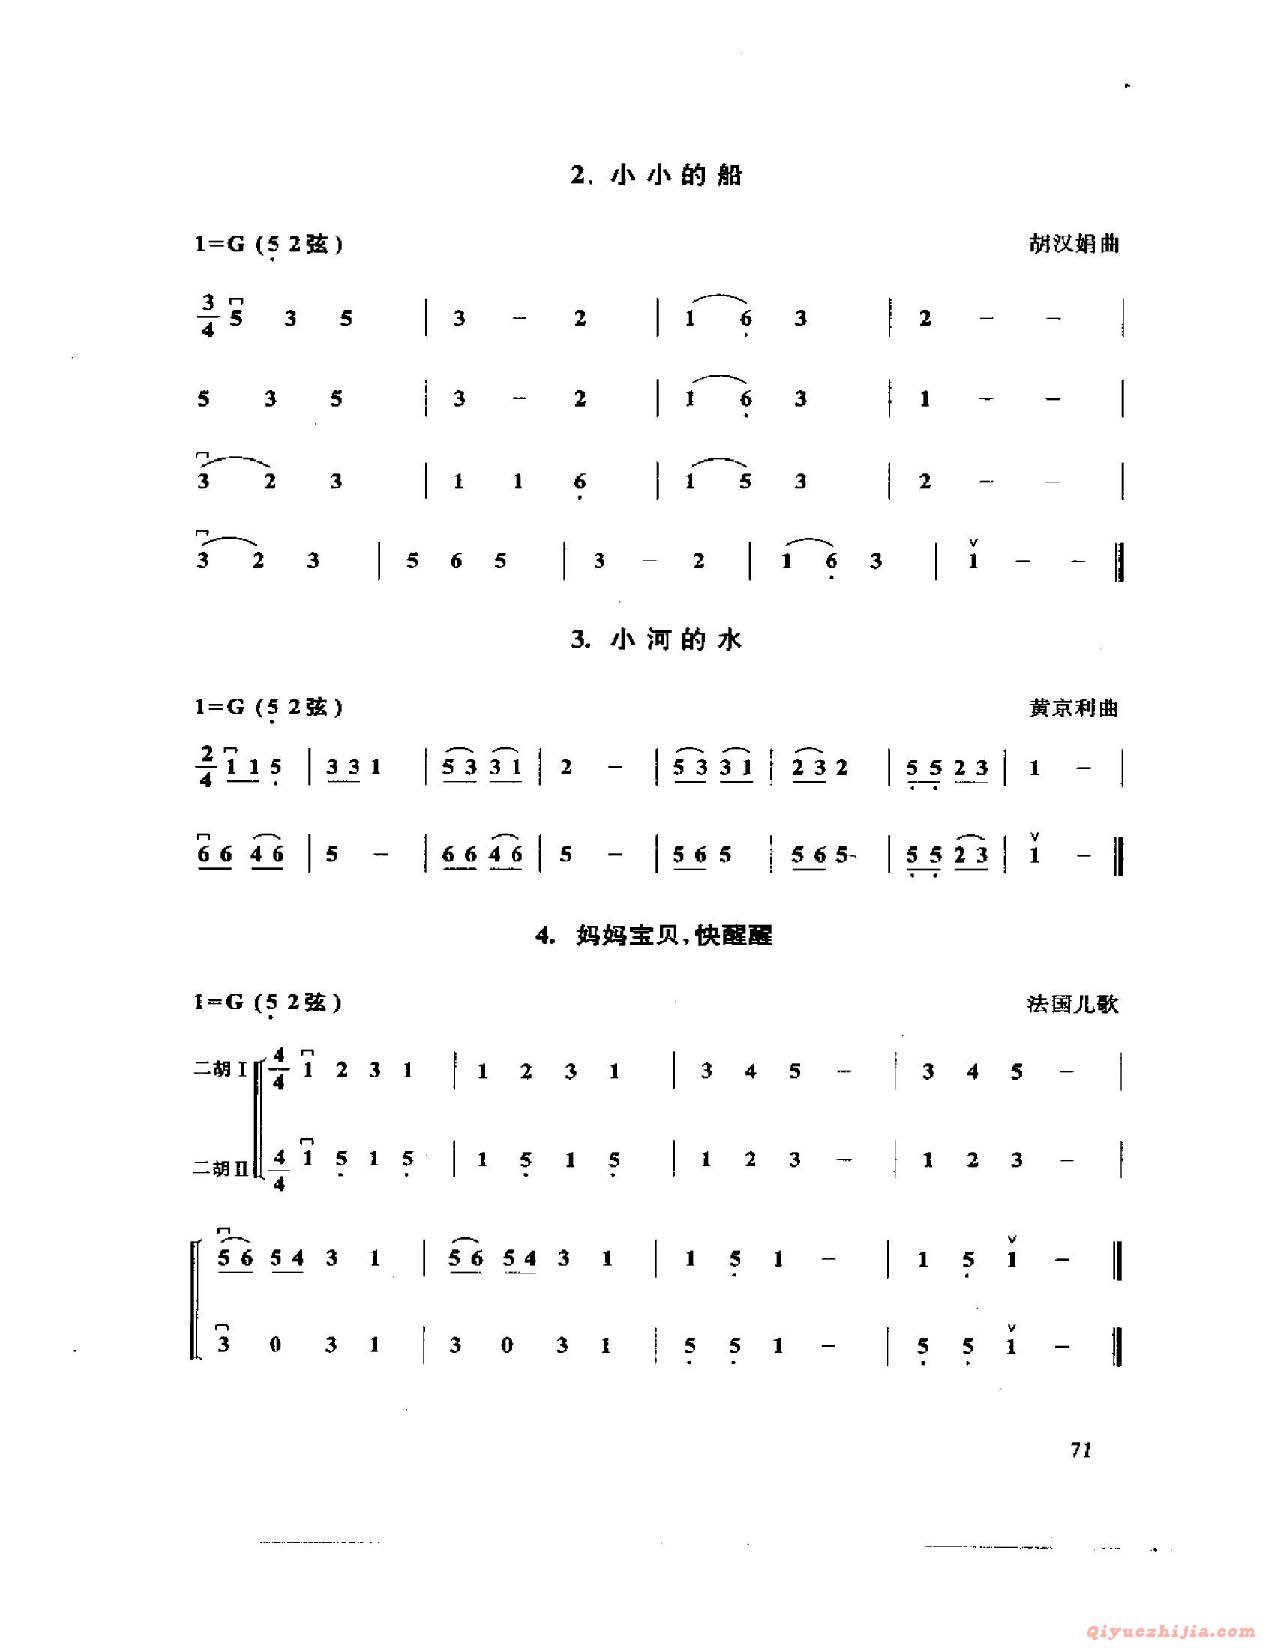 2. 小小的船
1=G (5̣ 2弦) 胡汉娟曲
3/4 5 3 5 | 3 - 2 | 1 6̣ 3 | 2 - - |
5 3 5 | 3 - 2 | 1 6̣ 3 | 1 - - |
3 2 3 | 1 1 6̣ | 1 5 3 | 2 - - |
3 2 3 | 5 6 5 | 3 - 2 | 1 6̣ 3 | 1 - - ‖
3. 小河的水
1=G (5̣ 2弦) 黄京利曲
2/4 1 1 5̣ | 3 3 1 | 5 3 3 1 | 2 - | 5 3 3 1 | 2 3 2 | 5̣ 5̣ 2 3 | 1 - |
6 6 4 6 | 5 - | 6 6 4 6 | 5 - | 5 6 5 | 5 6 5- | 5̣ 5̣ 2 3 | 1 - ‖
4. 妈妈宝贝,快醒醒
1=G (5̣ 2弦) 法国儿歌
二胡Ⅰ 4/4 1 2 3 1 | 1 2 3 1 | 3 4 5 - | 3 4 5 - |
二胡Ⅱ 4/4 1 5̣ 1 5̣ | 1 5̣ 1 5̣ | 1 2 3 - | 1 2 3 - |
5 6 5 4 3 1 | 5 6 5 4 3 1 | 1 5̣ 1 - | 1 5̣ 1 - ‖
3 0 3 1 | 3 0 3 1 | 5̣ 5̣ 1 - | 5̣ 5̣ 1 - ‖
71
Qiyuezhijia.com